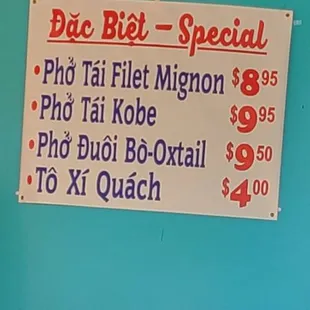 Đặc Biệt – Special
• Phở Tái Filet Mignon $8.95
• Phở Tái Kobe $9.95
• Phở Đuôi Bò-Oxtail $9.50
• Tô Xí Quách $4.00